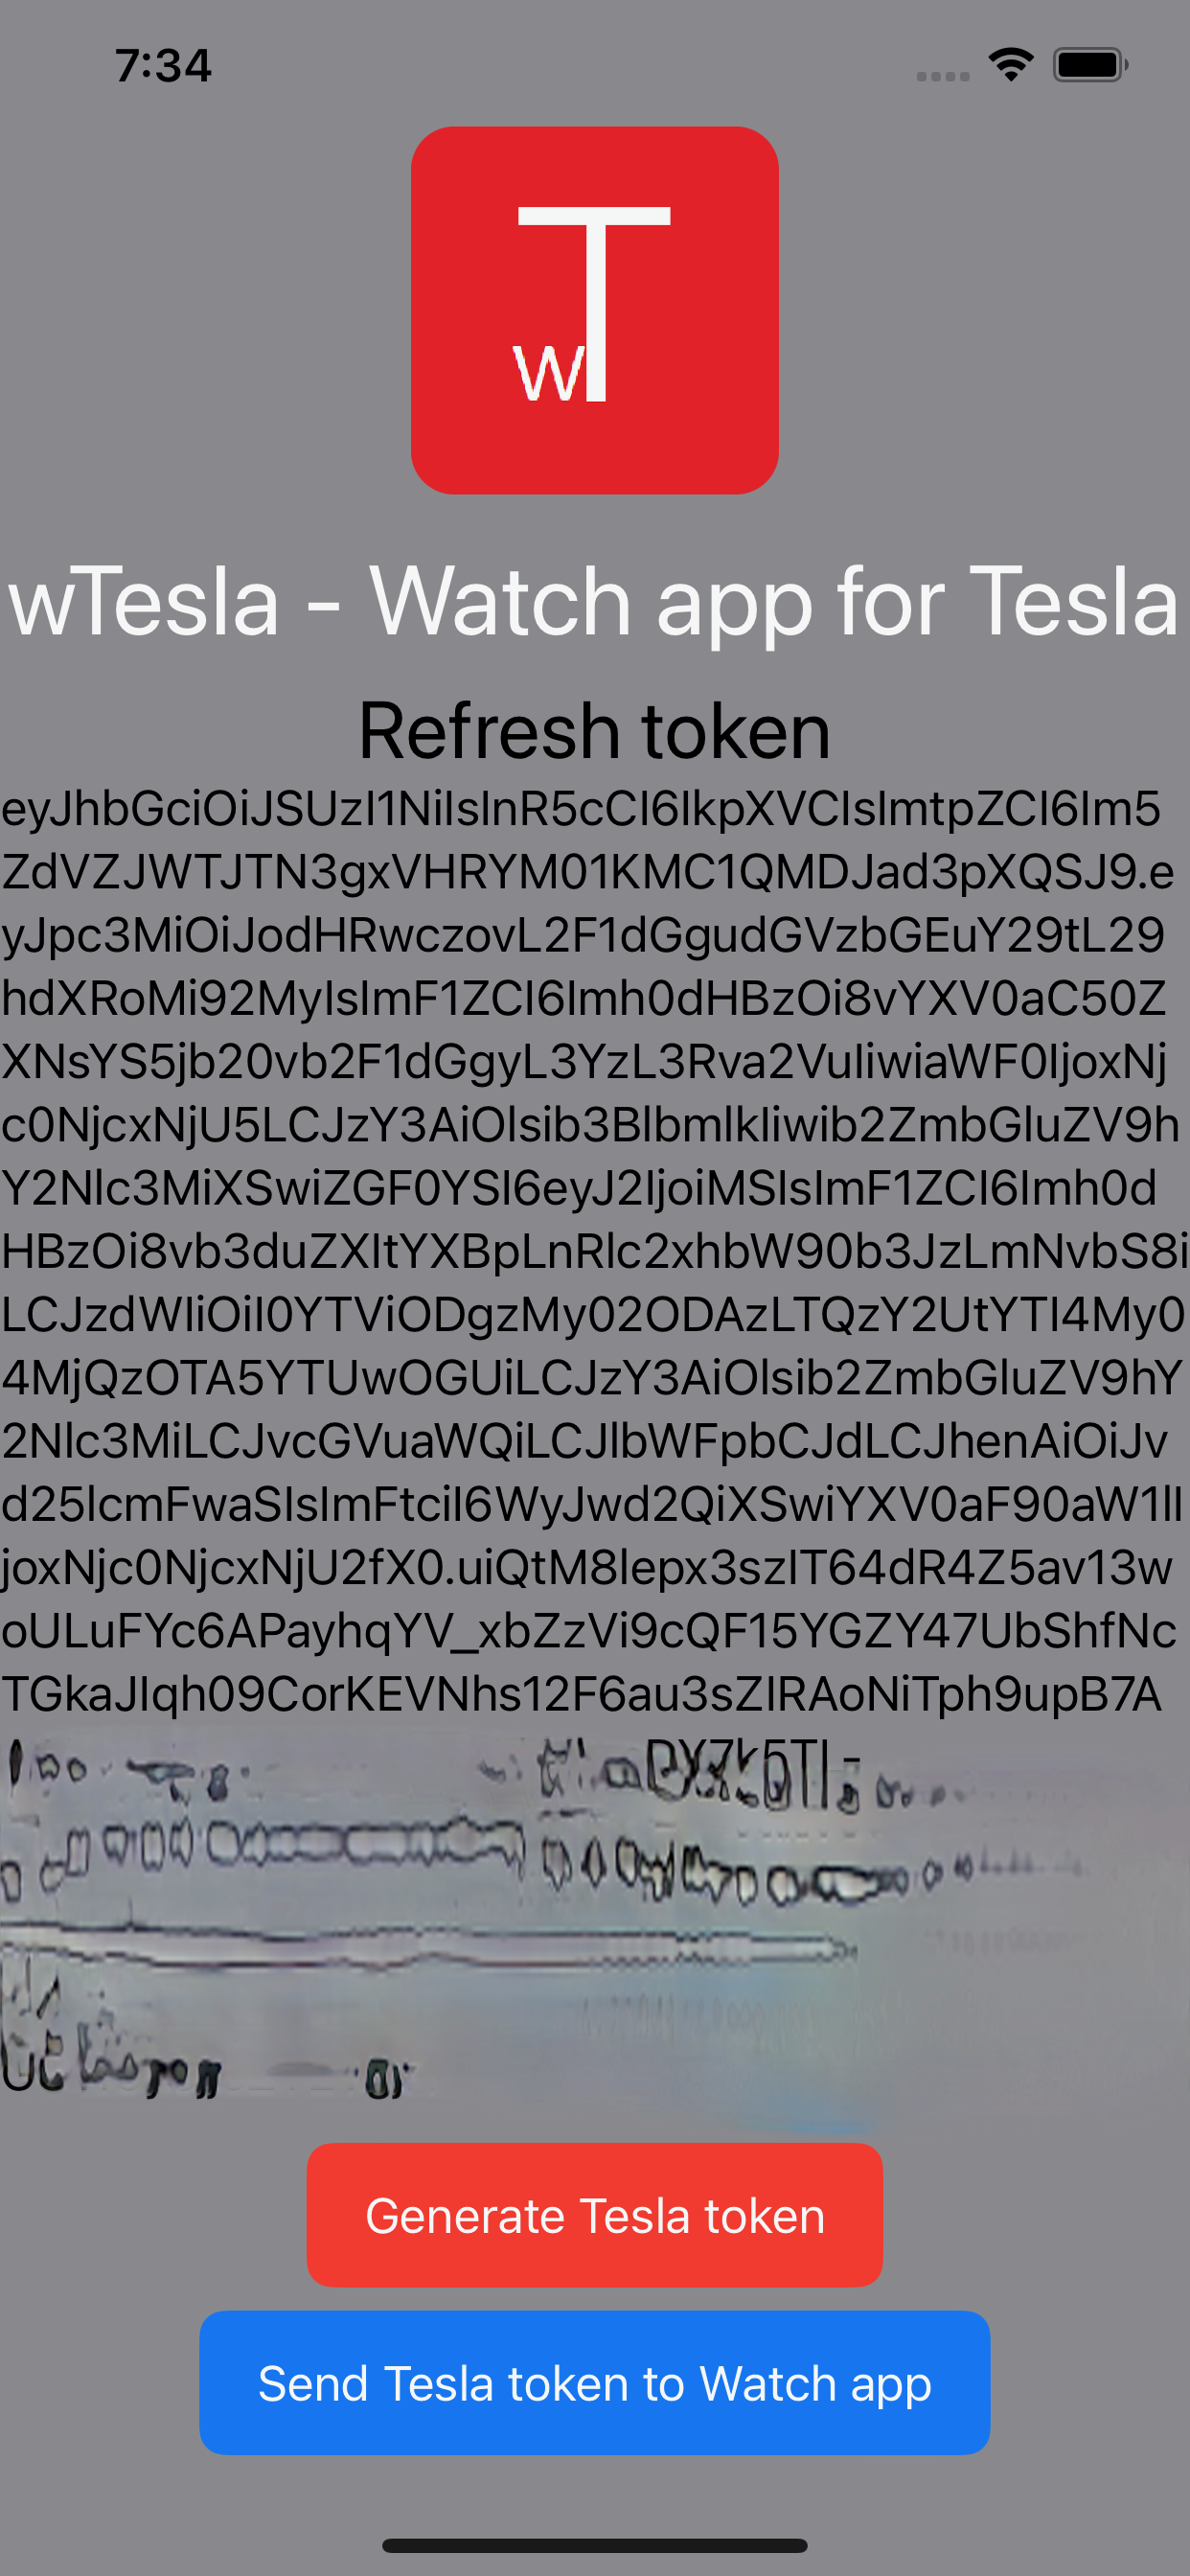 7:34
T
w
wTesla - Watch app for Tesla
Refresh token
eyJhbGciOiJSUzI1NiIsInR5cCI6IkpXVCIsImtpZCI6Im5
ZdVZJWTJTN3gxVHRYM01KMC1QMDJad3pXQSJ9.e
yJpc3MiOiJodHRwczovL2F1dGgudGVzbGEuY29tL29
hdXRoMi92MyIsImF1ZCI6Imh0dHBzOi8vYXV0aC50Z
XNsYS5jb20vb2F1dGgyL3YzL3Rva2VuIiwiaWF0IjoxNj
c0NjcxNjU5LCJzY3AiOlsib3BlbmlkIiwib2ZmbGluZV9h
Y2Nlc3MiXSwiZGF0YSI6eyJ2IjoiMSIsImF1ZCI6Imh0d
HBzOi8vb3duZXItYXBpLnRlc2xhbW90b3JzLmNvbS8i
LCJzdWIiOiI0YTViODgzMy02ODAzLTQzY2UtYTI4My0
4MjQzOTA5YTUwOGUiLCJzY3AiOlsib2ZmbGluZV9hY
2Nlc3MiLCJvcGVuaWQiLCJlbWFpbCJdLCJhenAiOiJv
d25lcmFwaSIsImFtciI6WyJwd2QiXSwiYXV0aF90aW1lI
joxNjc0NjcxNjU2fX0.uiQtM8lepx3szIT64dR4Z5av13w
oULuFYc6APayhqYV_xbZzVi9cQF15YGZY47UbShfNc
TGkaJIqh09CorKEVNhs12F6au3sZIRAoNiTph9upB7A
Generate Tesla token
Send Tesla token to Watch app